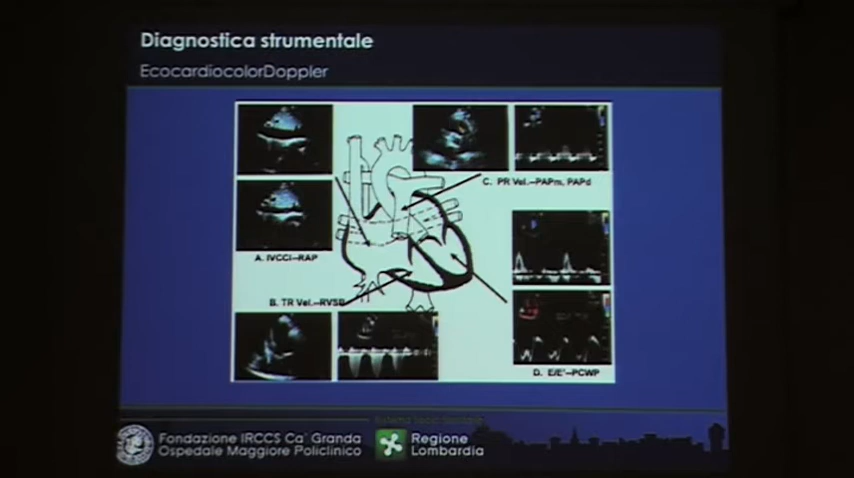 Diagnostica strumentale
EcocardiocolorDoppler
C. PR Vel.–PAPm, PAPd
A. IVCCI–RAP
B. TR Vel.–RVSP
D. E/E'–PCWP
Fondazione IRCCS Ca' Granda
Ospedale Maggiore Policlinico
Regione
Lombardia